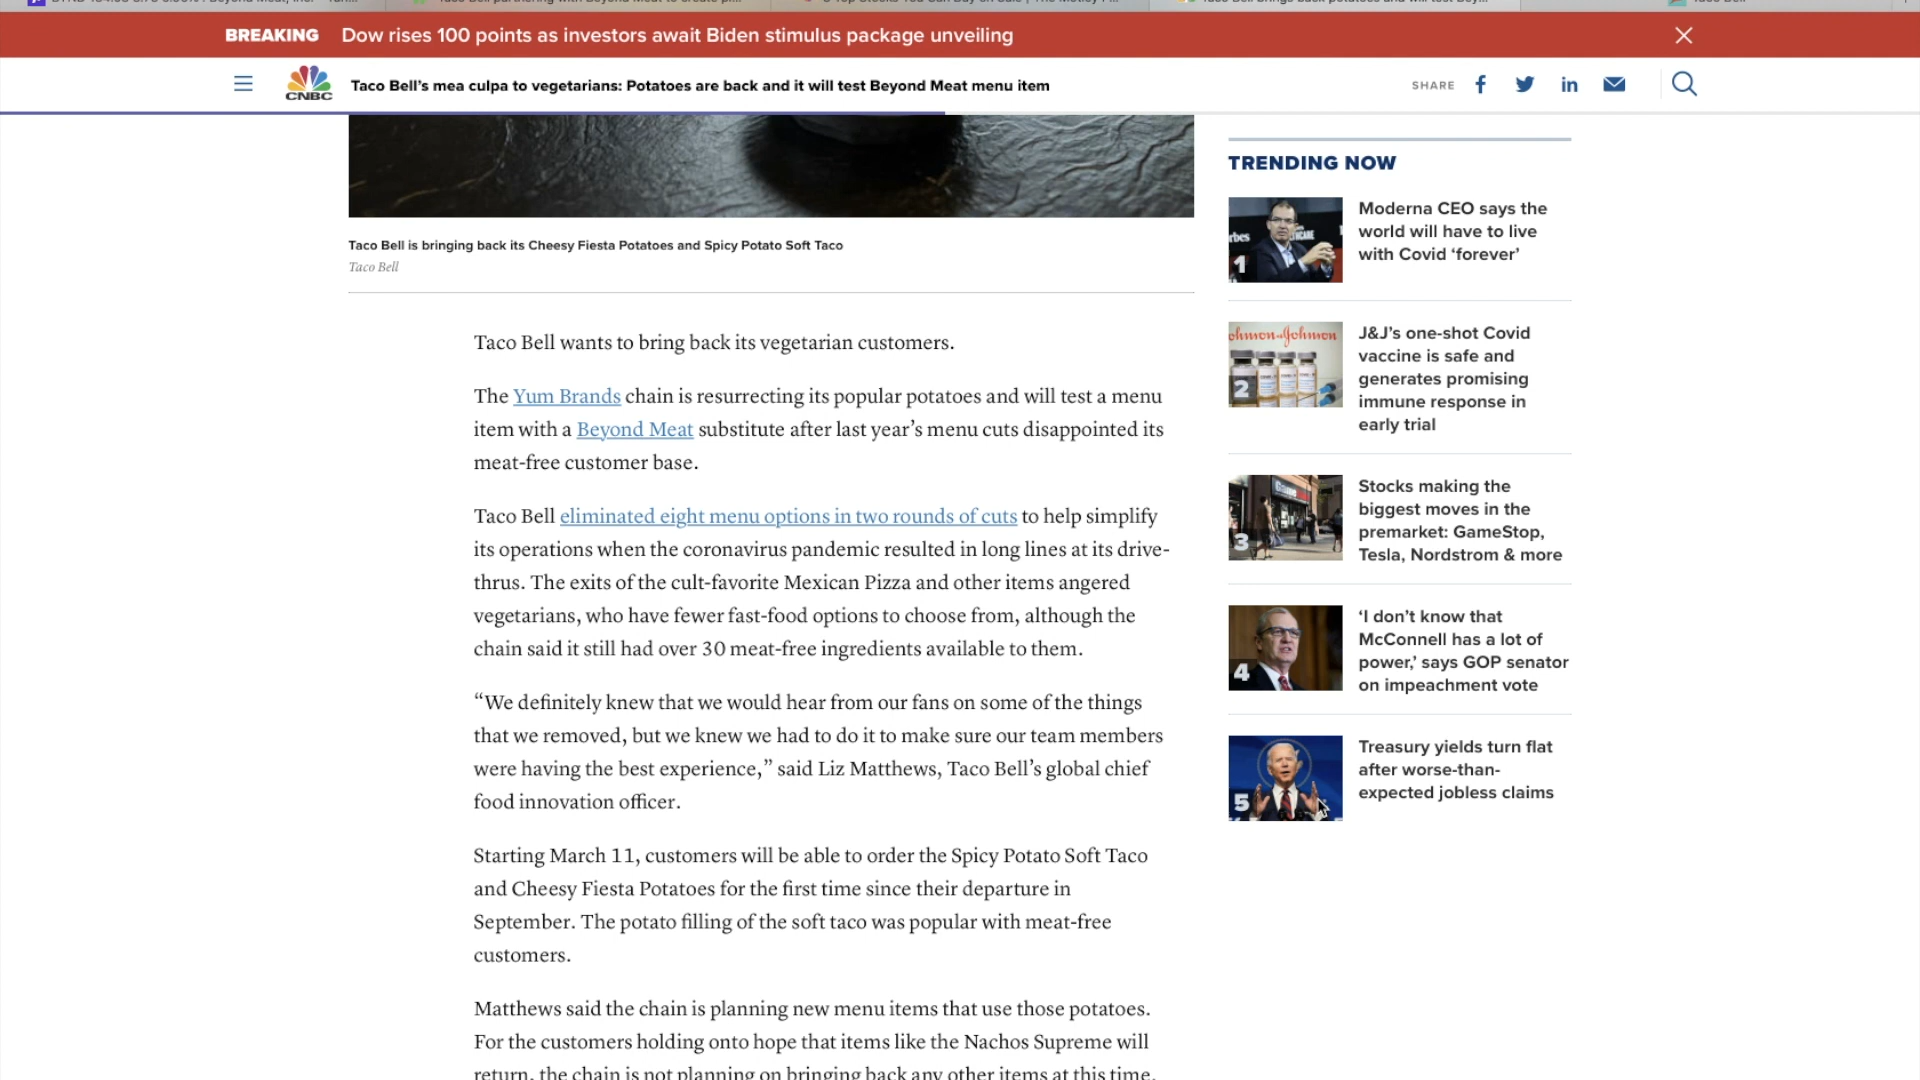 BREAKING Dow rises 100 points as investors await Biden stimulus package unveiling
CNBC
Taco Bell’s mea culpa to vegetarians: Potatoes are back and it will test Beyond Meat menu item
SHARE
Taco Bell is bringing back its Cheesy Fiesta Potatoes and Spicy Potato Soft Taco
Taco Bell
Taco Bell wants to bring back its vegetarian customers.
The Yum Brands chain is resurrecting its popular potatoes and will test a menu
item with a Beyond Meat substitute after last year’s menu cuts disappointed its
meat-free customer base.
Taco Bell eliminated eight menu options in two rounds of cuts to help simplify
its operations when the coronavirus pandemic resulted in long lines at its drive-
thrus. The exits of the cult-favorite Mexican Pizza and other items angered
vegetarians, who have fewer fast-food options to choose from, although the
chain said it still had over 30 meat-free ingredients available to them.
“We definitely knew that we would hear from our fans on some of the things
that we removed, but we knew we had to do it to make sure our team members
were having the best experience,” said Liz Matthews, Taco Bell’s global chief
food innovation officer.
Starting March 11, customers will be able to order the Spicy Potato Soft Taco
and Cheesy Fiesta Potatoes for the first time since their departure in
September. The potato filling of the soft taco was popular with meat-free
customers.
Matthews said the chain is planning new menu items that use those potatoes.
For the customers holding onto hope that items like the Nachos Supreme will
return, the chain is not planning on bringing back any other items at this time.
TRENDING NOW
1
Moderna CEO says the
world will have to live
with Covid ‘forever’
2
J&J’s one-shot Covid
vaccine is safe and
generates promising
immune response in
early trial
3
Stocks making the
biggest moves in the
premarket: GameStop,
Tesla, Nordstrom & more
4
‘I don’t know that
McConnell has a lot of
power,’ says GOP senator
on impeachment vote
5
Treasury yields turn flat
after worse-than-
expected jobless claims